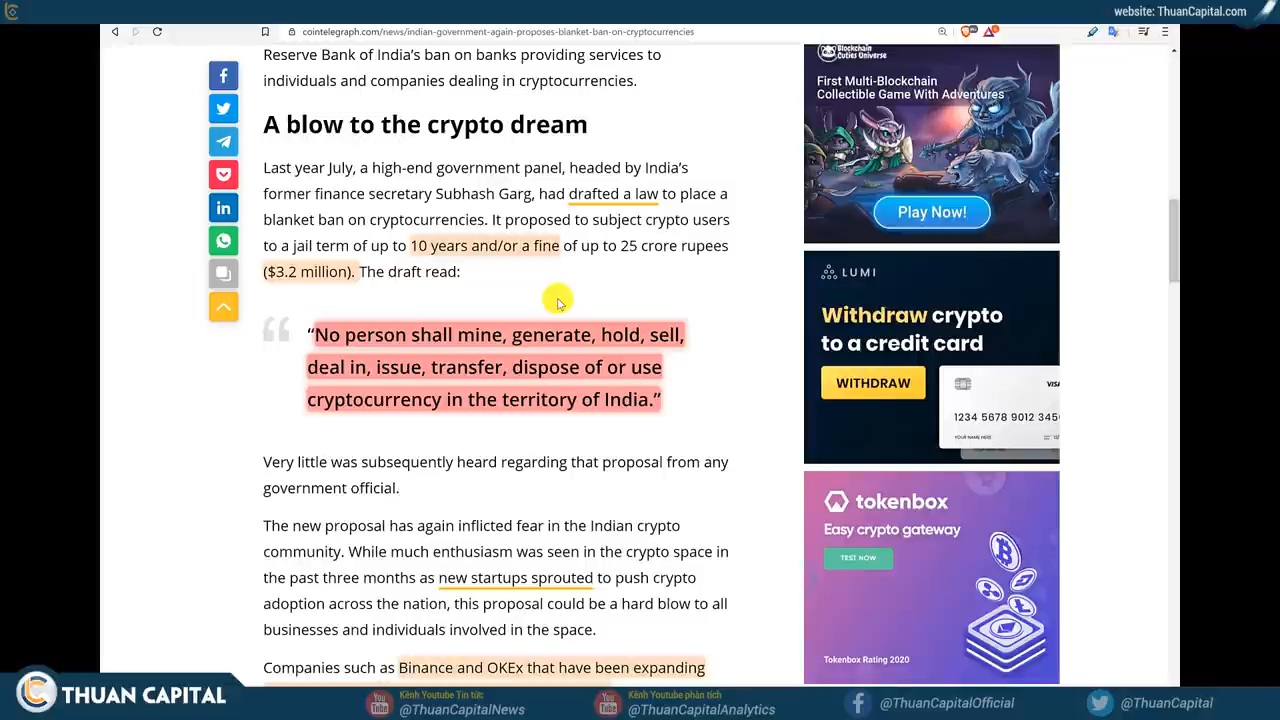 website: ThuanCapital.com
cointelegraph.com/news/indian-government-again-proposes-blanket-ban-on-cryptocurrencies
Reserve Bank of India’s ban on banks providing services to
individuals and companies dealing in cryptocurrencies.
A blow to the crypto dream
Last year July, a high-end government panel, headed by India’s
former finance secretary Subhash Garg, had drafted a law to place a
blanket ban on cryptocurrencies. It proposed to subject crypto users
to a jail term of up to 10 years and/or a fine of up to 25 crore rupees
($3.2 million). The draft read:
“No person shall mine, generate, hold, sell,
deal in, issue, transfer, dispose of or use
cryptocurrency in the territory of India.”
Very little was subsequently heard regarding that proposal from any
government official.
The new proposal has again inflicted fear in the Indian crypto
community. While much enthusiasm was seen in the crypto space in
the past three months as new startups sprouted to push crypto
adoption across the nation, this proposal could be a hard blow to all
businesses and individuals involved in the space.
Companies such as Binance and OKEx that have been expanding
Blockchain
Cuties Universe
First Multi-Blockchain
Collectible Game With Adventures
Play Now!
LUMI
Withdraw crypto
to a credit card
WITHDRAW
VISA
1234 5678 9012 345
YOUR NAME HERE
tokenbox
Easy crypto gateway
TEST NOW
Tokenbox Rating 2020
THUAN CAPITAL
Kênh Youtube Tin tức:
@ThuanCapitalNews
Kênh Youtube phân tích
@ThuanCapitalAnalytics
@ThuanCapitalOfficial
@ThuanCapital